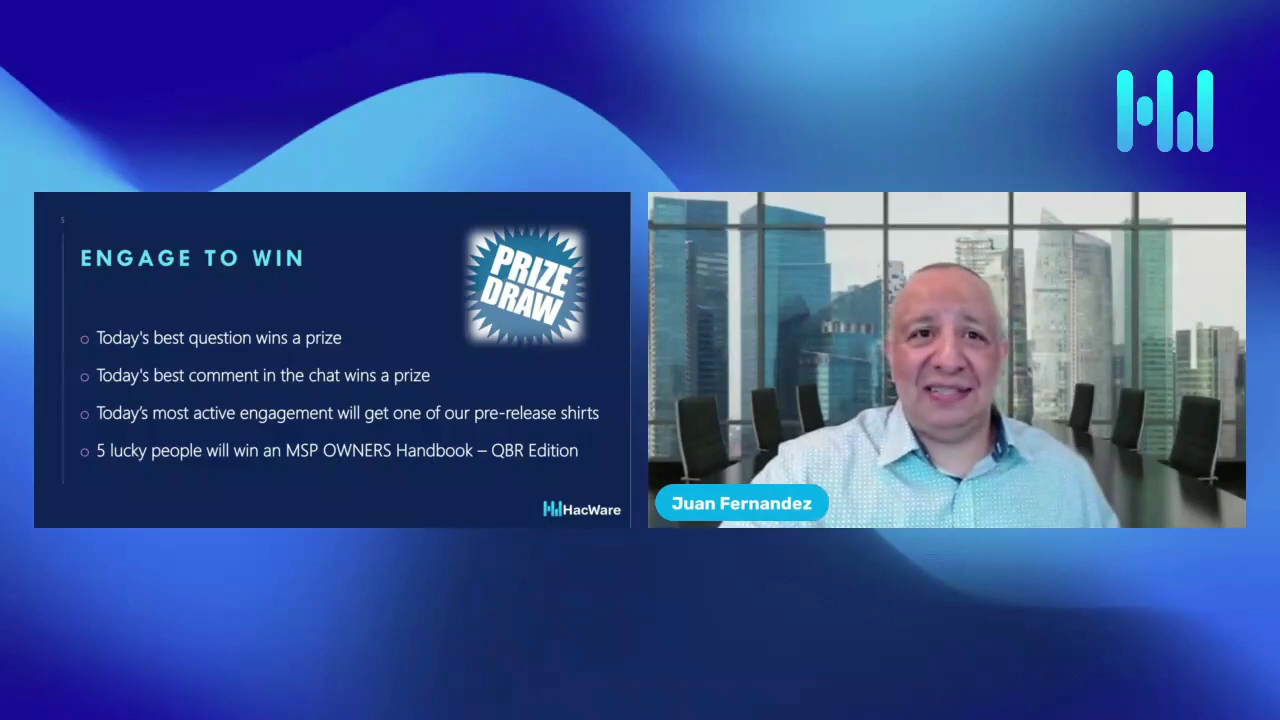 5
ENGAGE TO WIN
PRIZE
DRAW
Today's best question wins a prize
Today's best comment in the chat wins a prize
Today's most active engagement will get one of our pre-release shirts
5 lucky people will win an MSP OWNERS Handbook – QBR Edition
HacWare
Juan Fernandez